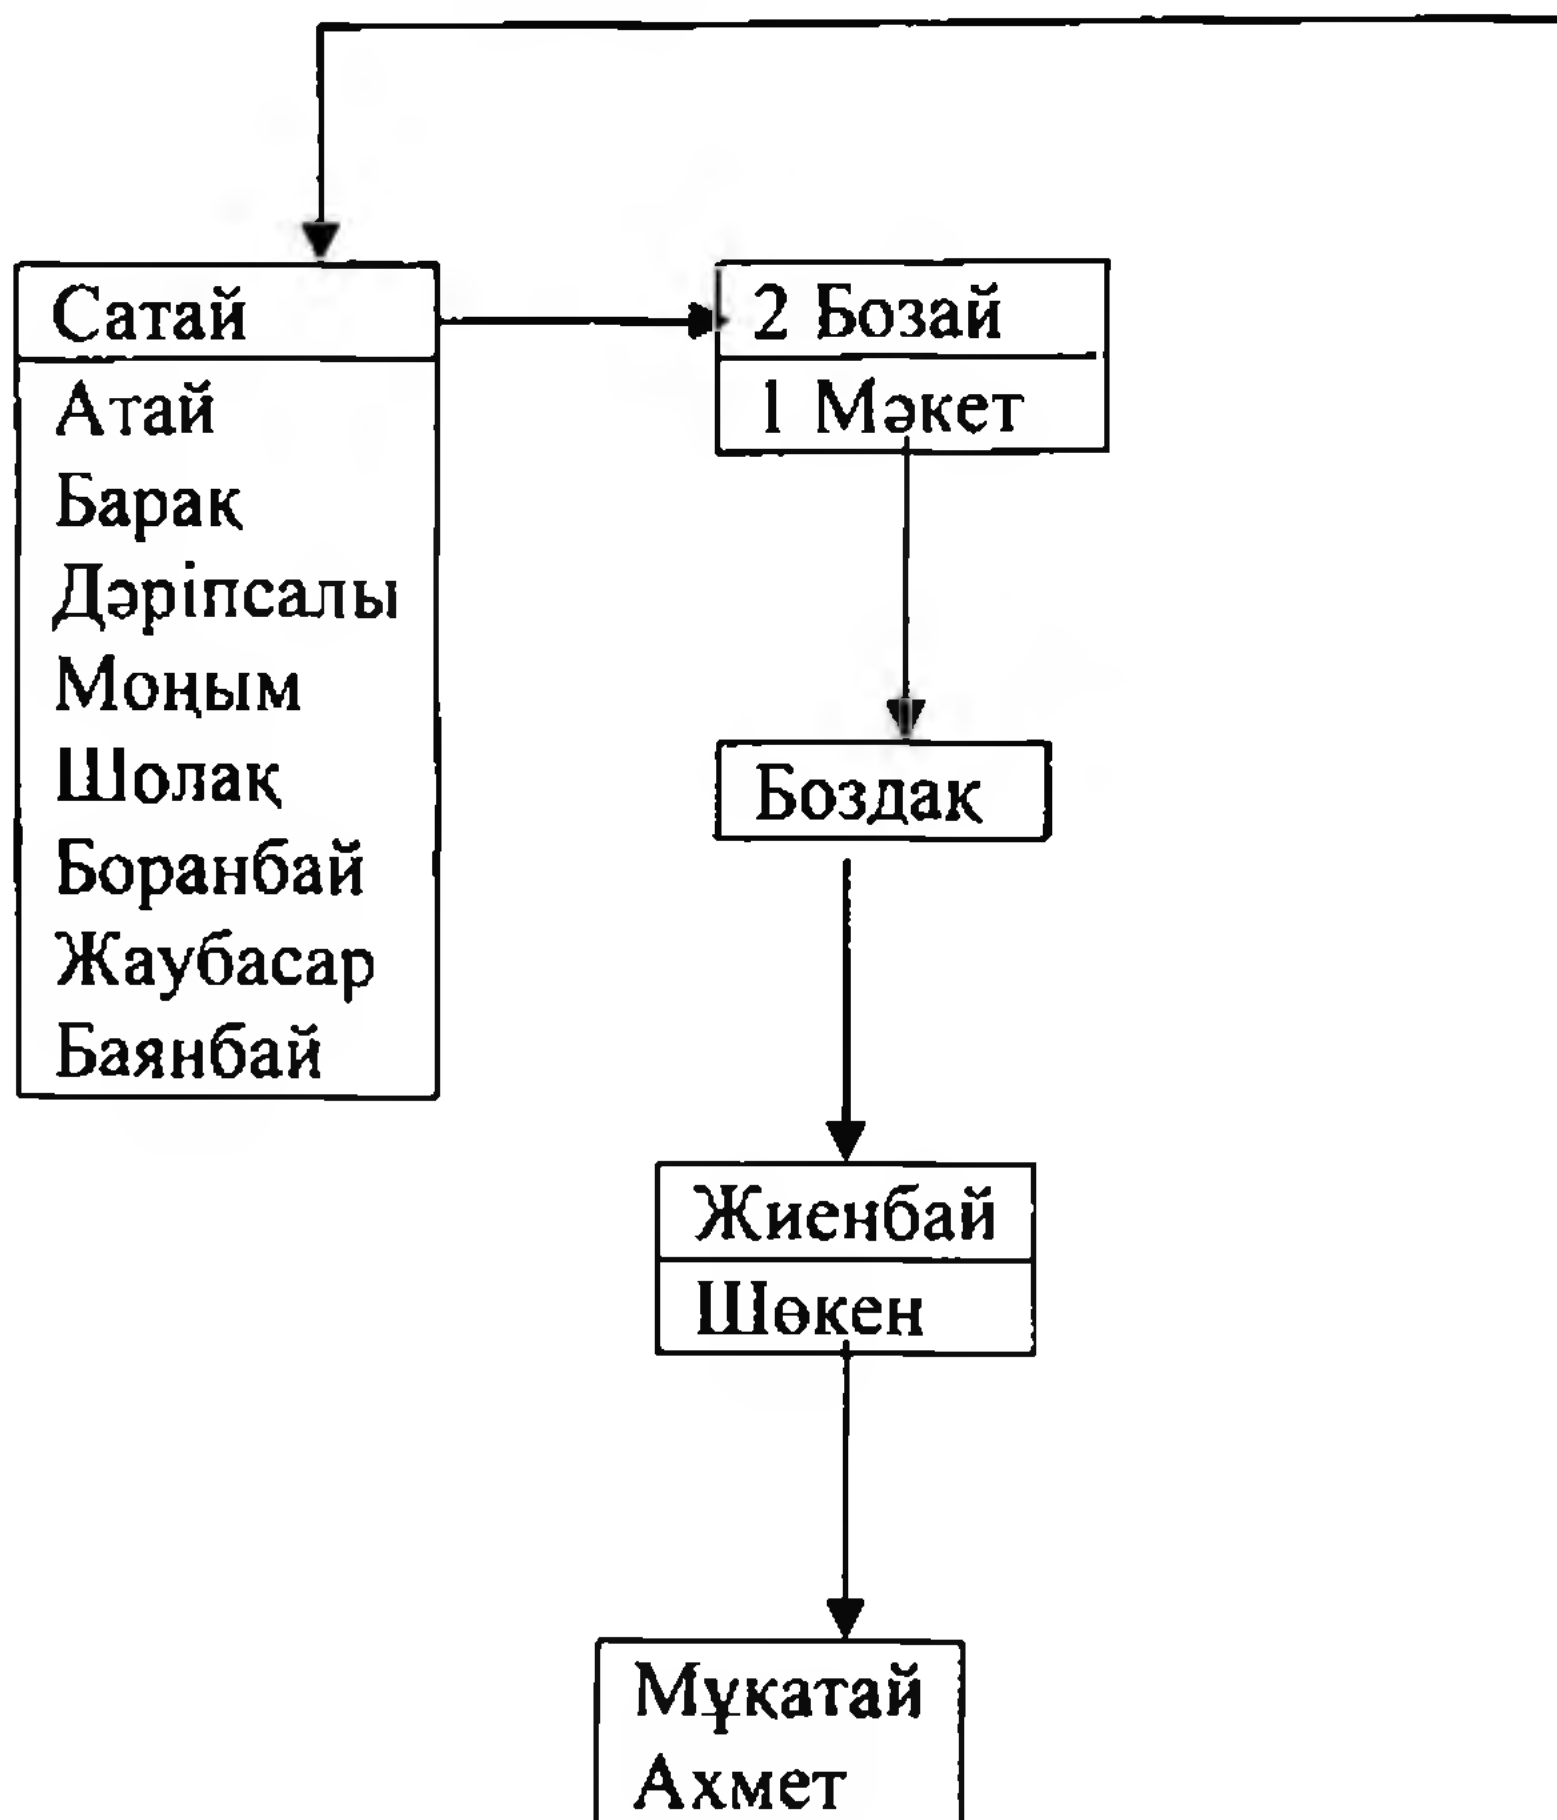 Сатай
Атай
Барақ
Дәріпсалы
Моңым
Шолақ
Боранбай
Жаубасар
Баянбай
2 Бозай
1 Мәкет
Боздақ
Жиенбай
Шөкен
Мұқатай
Ахмет